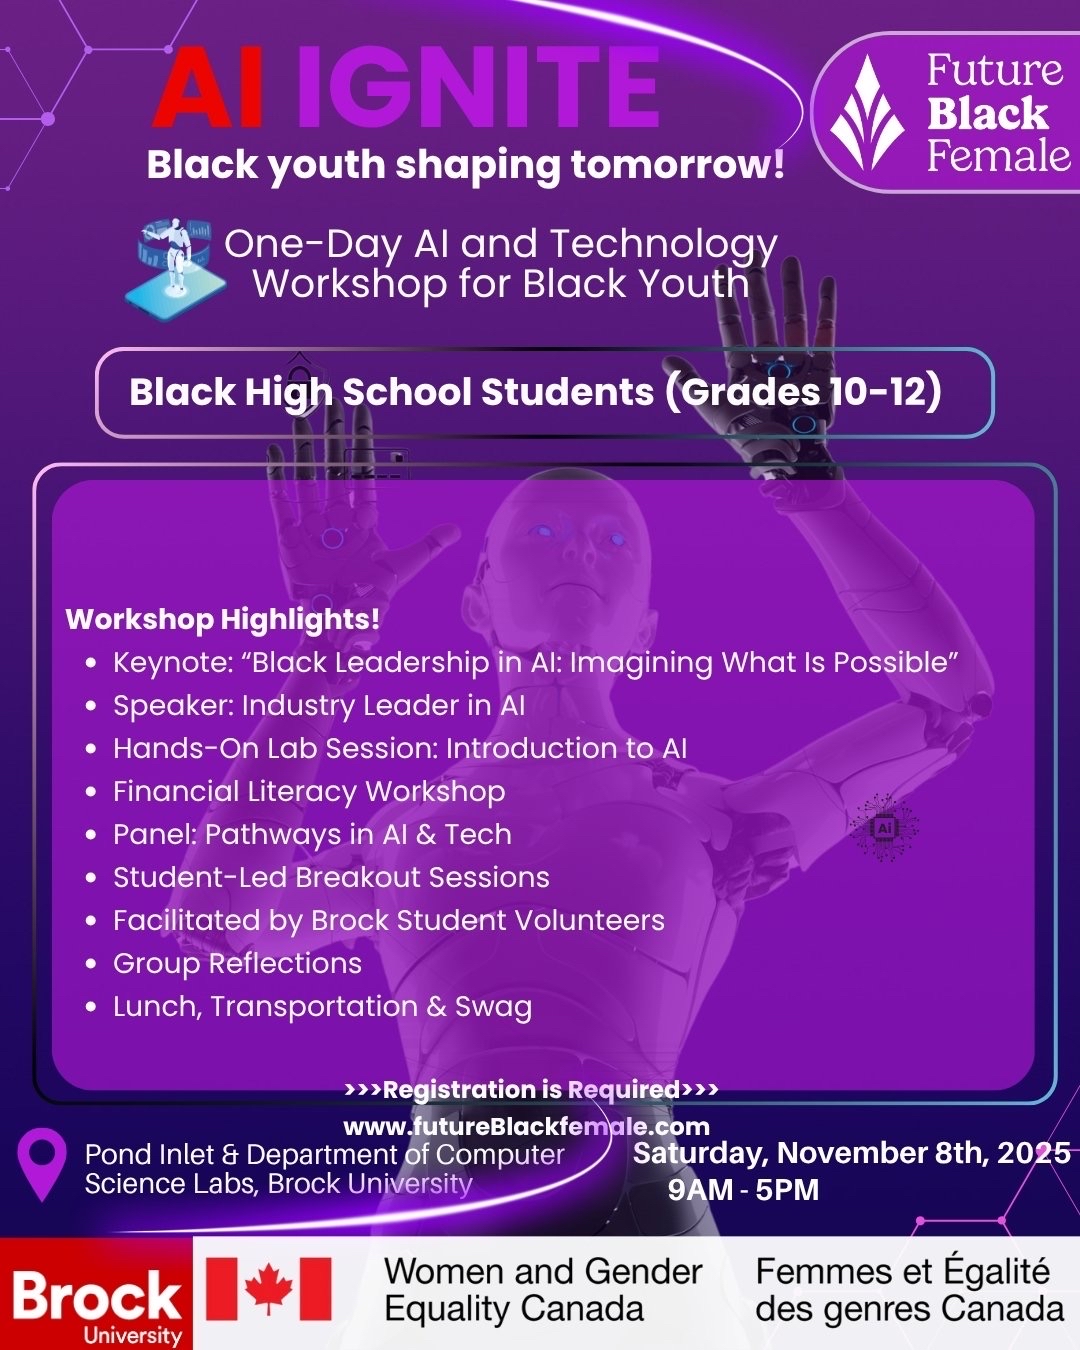 AI IGNITE
Black youth shaping tomorrow!
Future
Black
Female
One-Day AI and Technology
Workshop for Black Youth
Black High School Students (Grades 10-12)
Workshop Highlights!
• Keynote: “Black Leadership in AI: Imagining What Is Possible”
• Speaker: Industry Leader in AI
• Hands-On Lab Session: Introduction to AI
• Financial Literacy Workshop
• Panel: Pathways in AI & Tech
• Student-Led Breakout Sessions
• Facilitated by Brock Student Volunteers
• Group Reflections
• Lunch, Transportation & Swag
Ai
>>>Registration is Required>>>
www.futureBlackfemale.com
Pond Inlet & Department of Computer
Science Labs, Brock University
Saturday, November 8th, 2025
9AM - 5PM
Brock
University
Women and Gender
Equality Canada
Femmes et Égalité
des genres Canada